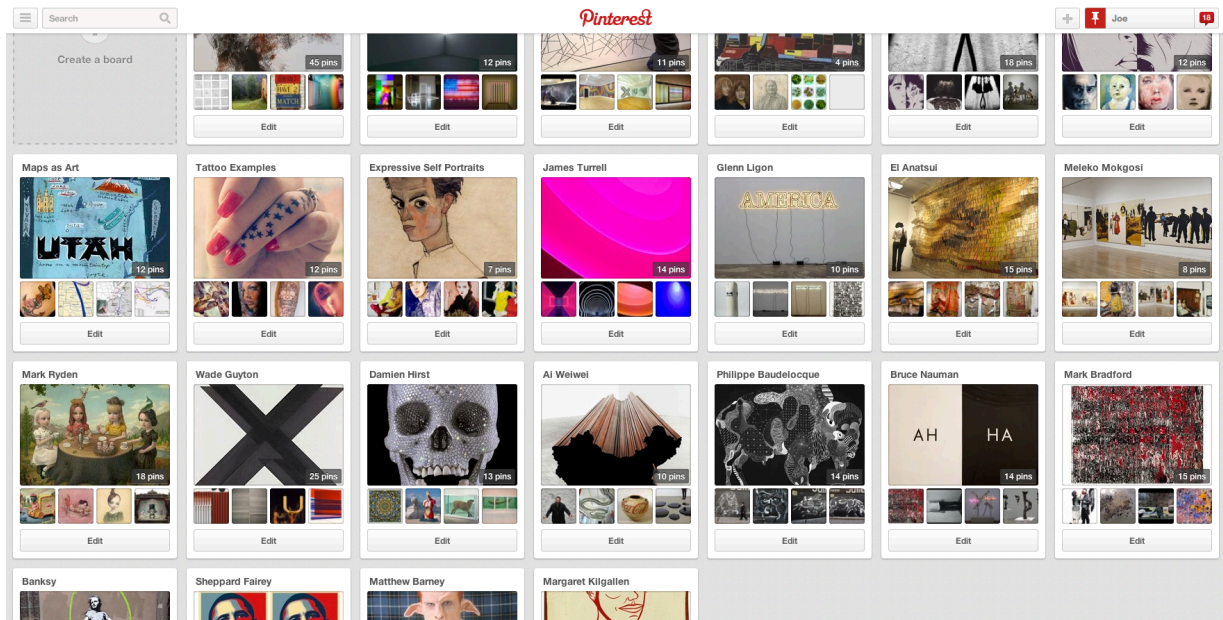 Search
Pinterest
Joe
18
Create a board
45 pins
12 pins
11 pins
4 pins
18 pins
12 pins
HAVE 2
MATCH
Edit
Edit
Edit
Edit
Edit
Edit
Maps as Art
Tattoo Examples
Expressive Self Portraits
James Turrell
Glenn Ligon
El Anatsui
Meleko Mokgosi
UTAH
AMERICA
12 pins
12 pins
7 pins
14 pins
10 pins
15 pins
8 pins
Edit
Edit
Edit
Edit
Edit
Edit
Edit
Mark Ryden
Wade Guyton
Damien Hirst
Ai Weiwei
Philippe Baudelocque
Bruce Nauman
Mark Bradford
AH
HA
18 pins
25 pins
13 pins
10 pins
14 pins
14 pins
15 pins
Edit
Edit
Edit
Edit
Edit
Edit
Edit
Banksy
Sheppard Fairey
Matthew Barney
Margaret Kilgallen